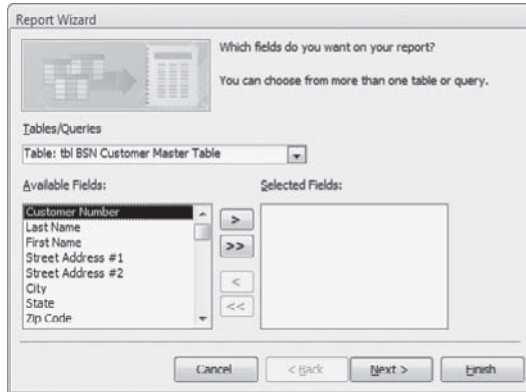 Report Wizard
Which fields do you want on your report?
You can choose from more than one table or query.
Tables/Queries
Table: tbl BSN Customer Master Table
Available Fields:
Selected Fields:
Customer Number
Last Name
First Name
Street Address #1
Street Address #2
City
State
Zip Code
>
>>
<
<<
Cancel
< Back
Next >
Finish